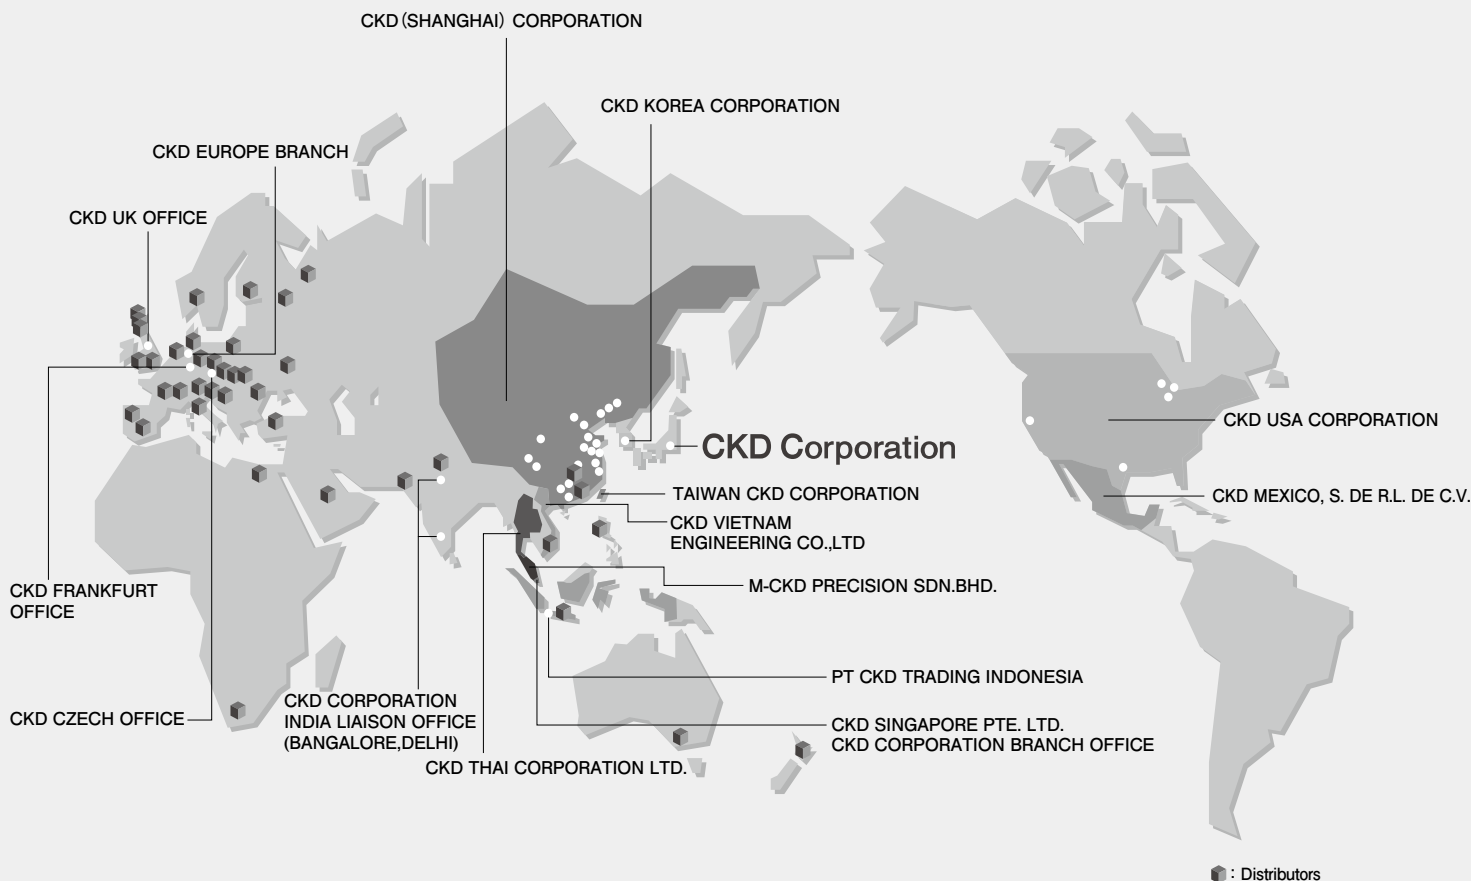 CKD(SHANGHAI) CORPORATION
CKD KOREA CORPORATION
CKD EUROPE BRANCH
CKD UK OFFICE
CKD Corporation
CKD USA CORPORATION
TAIWAN CKD CORPORATION
CKD MEXICO, S. DE R.L. DE C.V.
CKD VIETNAM
ENGINEERING CO.,LTD
M-CKD PRECISION SDN.BHD.
CKD FRANKFURT
OFFICE
PT CKD TRADING INDONESIA
CKD CZECH OFFICE
CKD CORPORATION
INDIA LIAISON OFFICE
(BANGALORE,DELHI)
CKD SINGAPORE PTE. LTD.
CKD CORPORATION BRANCH OFFICE
CKD THAI CORPORATION LTD.
: Distributors